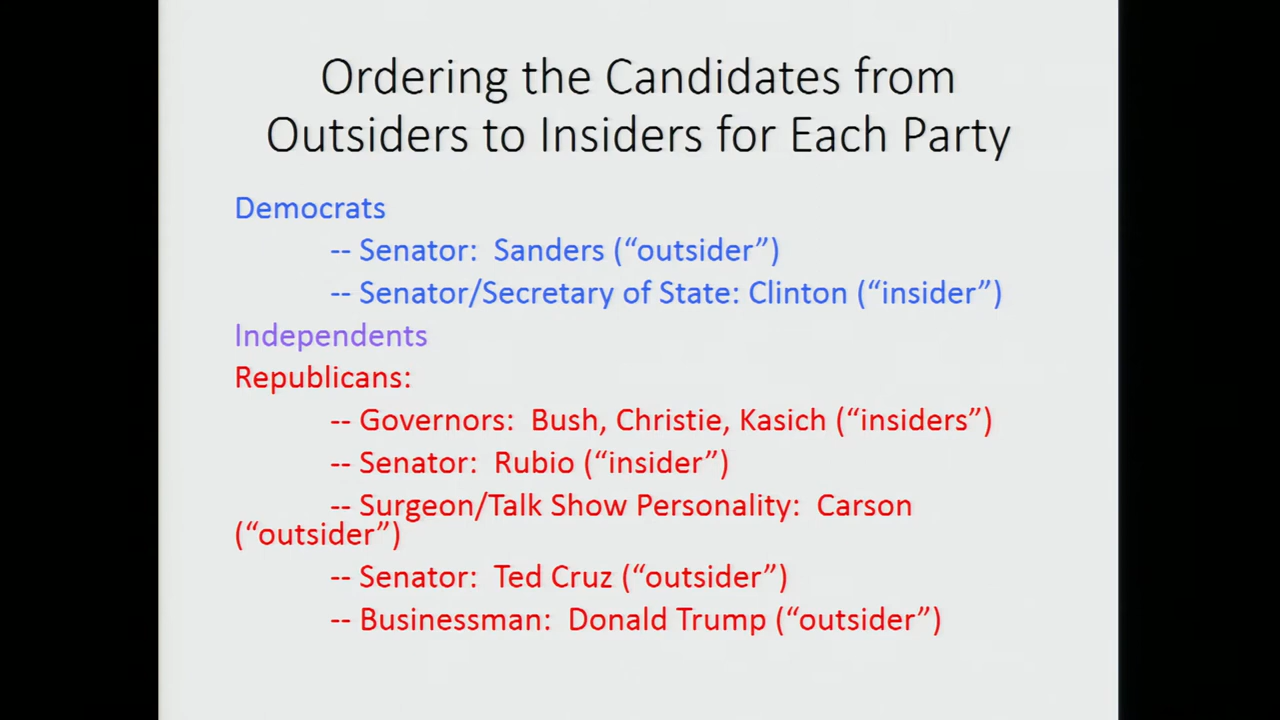 Ordering the Candidates from
Outsiders to Insiders for Each Party
Democrats
-- Senator:  Sanders (“outsider”)
-- Senator/Secretary of State: Clinton (“insider”)
Independents
Republicans:
-- Governors:  Bush, Christie, Kasich (“insiders”)
-- Senator:  Rubio (“insider”)
-- Surgeon/Talk Show Personality:  Carson
(“outsider”)
-- Senator:  Ted Cruz (“outsider”)
-- Businessman:  Donald Trump (“outsider”)